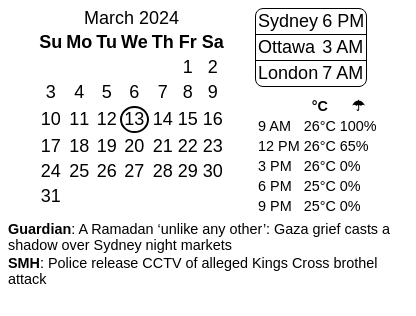 March 2024
Su Mo Tu We Th Fr Sa
1 2
3 4 5 6 7 8 9
10 11 12 13 14 15 16
17 18 19 20 21 22 23
24 25 26 27 28 29 30
31
Sydney 6 PM
Ottawa 3 AM
London 7 AM
°C ☂
9 AM 26°C 100%
12 PM 26°C 65%
3 PM 26°C 0%
6 PM 25°C 0%
9 PM 25°C 0%
Guardian: A Ramadan ‘unlike any other’: Gaza grief casts a
shadow over Sydney night markets
SMH: Police release CCTV of alleged Kings Cross brothel
attack